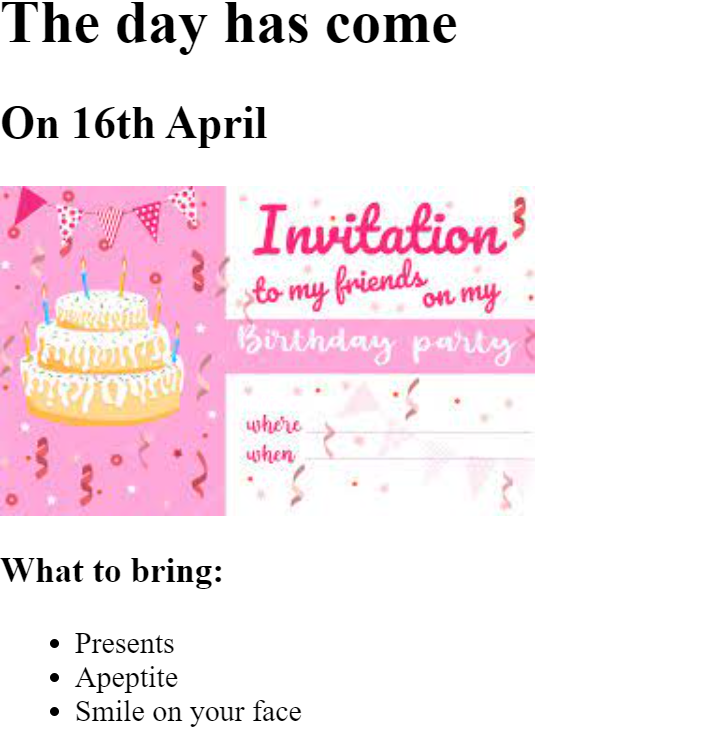 The day has come
On 16th April
Invitation
to my friends on my
Birthday party
where
when
What to bring:
Presents
Apeptite
Smile on your face